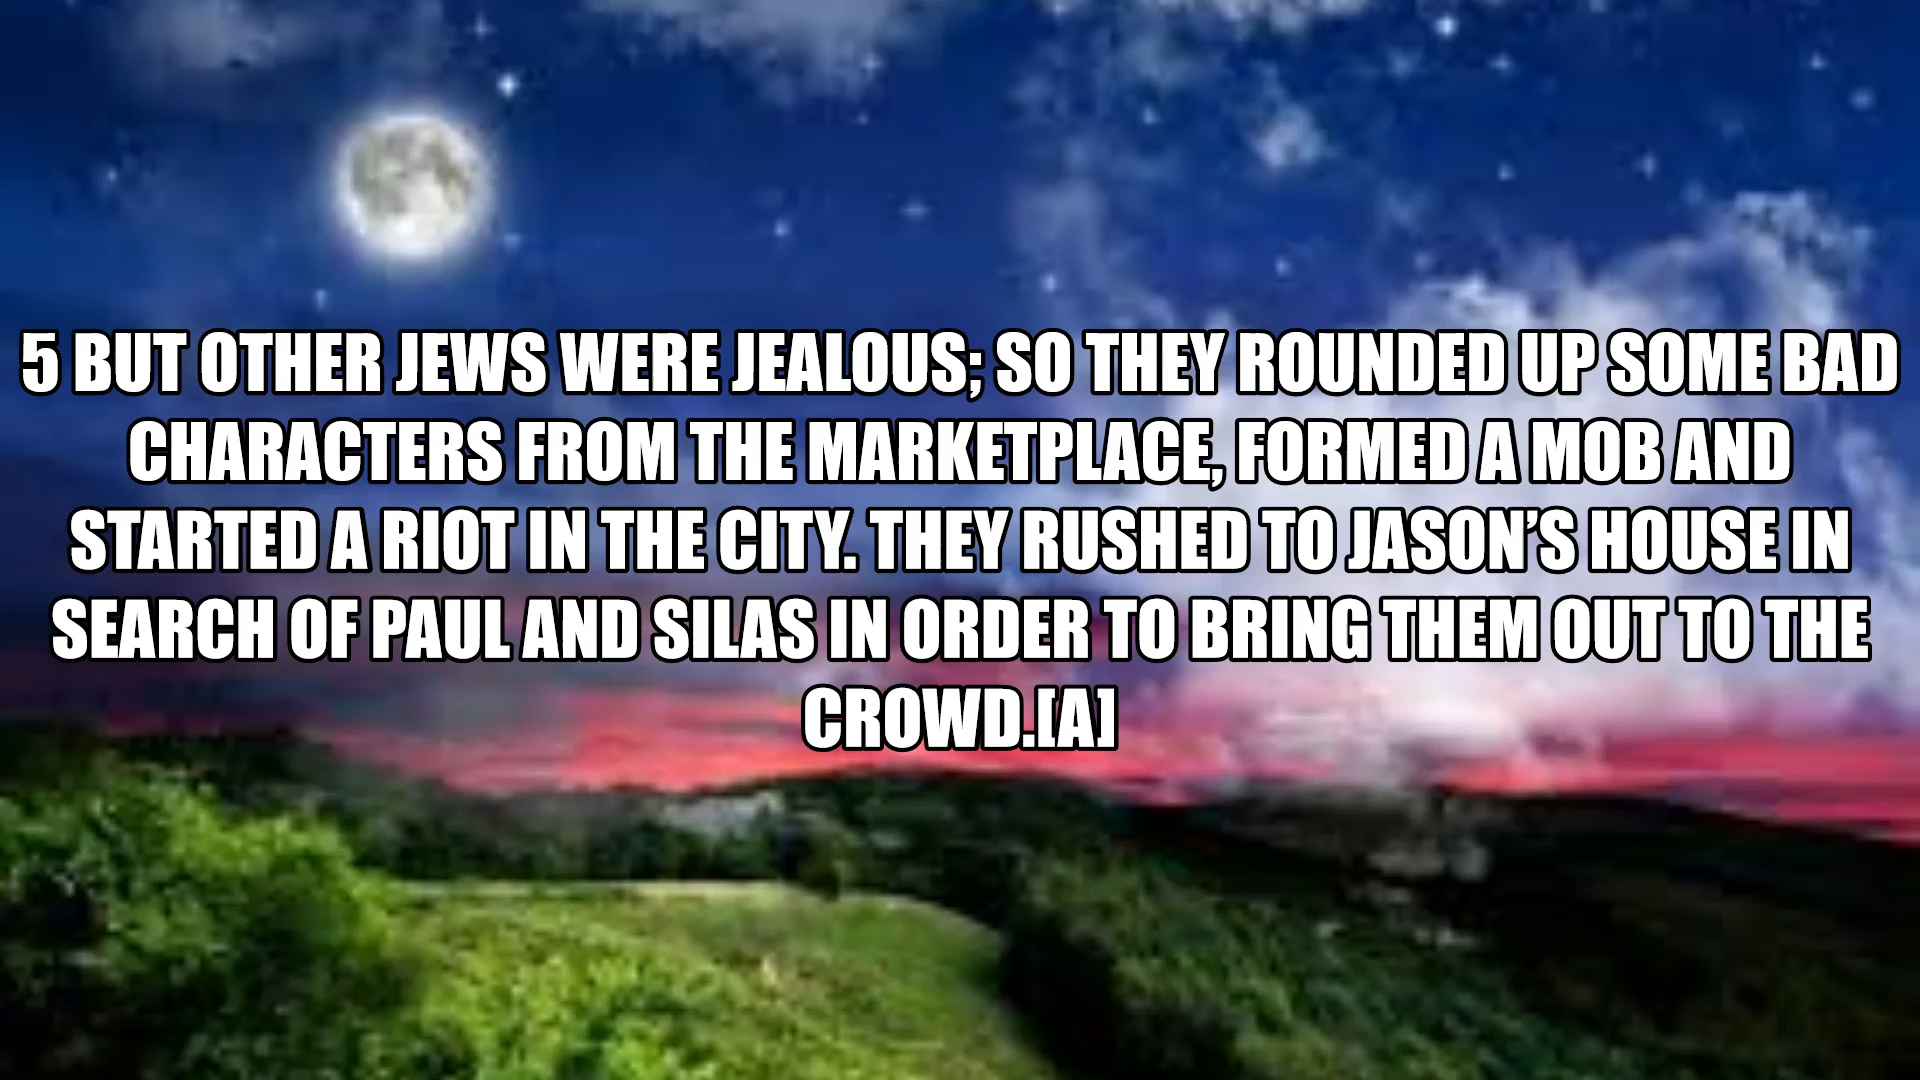 5 BUT OTHER JEWS WERE JEALOUS; SO THEY ROUNDED UP SOME BAD
CHARACTERS FROM THE MARKETPLACE, FORMED A MOB AND
STARTED A RIOT IN THE CITY. THEY RUSHED TO JASON’S HOUSE IN
SEARCH OF PAUL AND SILAS IN ORDER TO BRING THEM OUT TO THE
CROWD.[A]